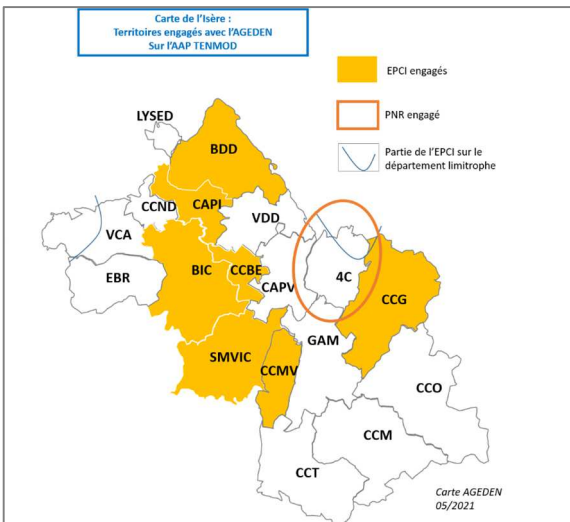 Carte de l'Isère :
Territoires engagés avec l'AGEDEN
Sur l'AAP TENMOD
EPCI engagés
PNR engagé
Partie de l'EPCI sur le
département limitrophe
LYSED
BDD
CCND
CAPI
VDD
VCA
4C
BIC
CCBE
EBR
CAPV
CCG
GAM
SMVIC
CCMV
CCO
CCM
CCT
Carte AGEDEN
05/2021